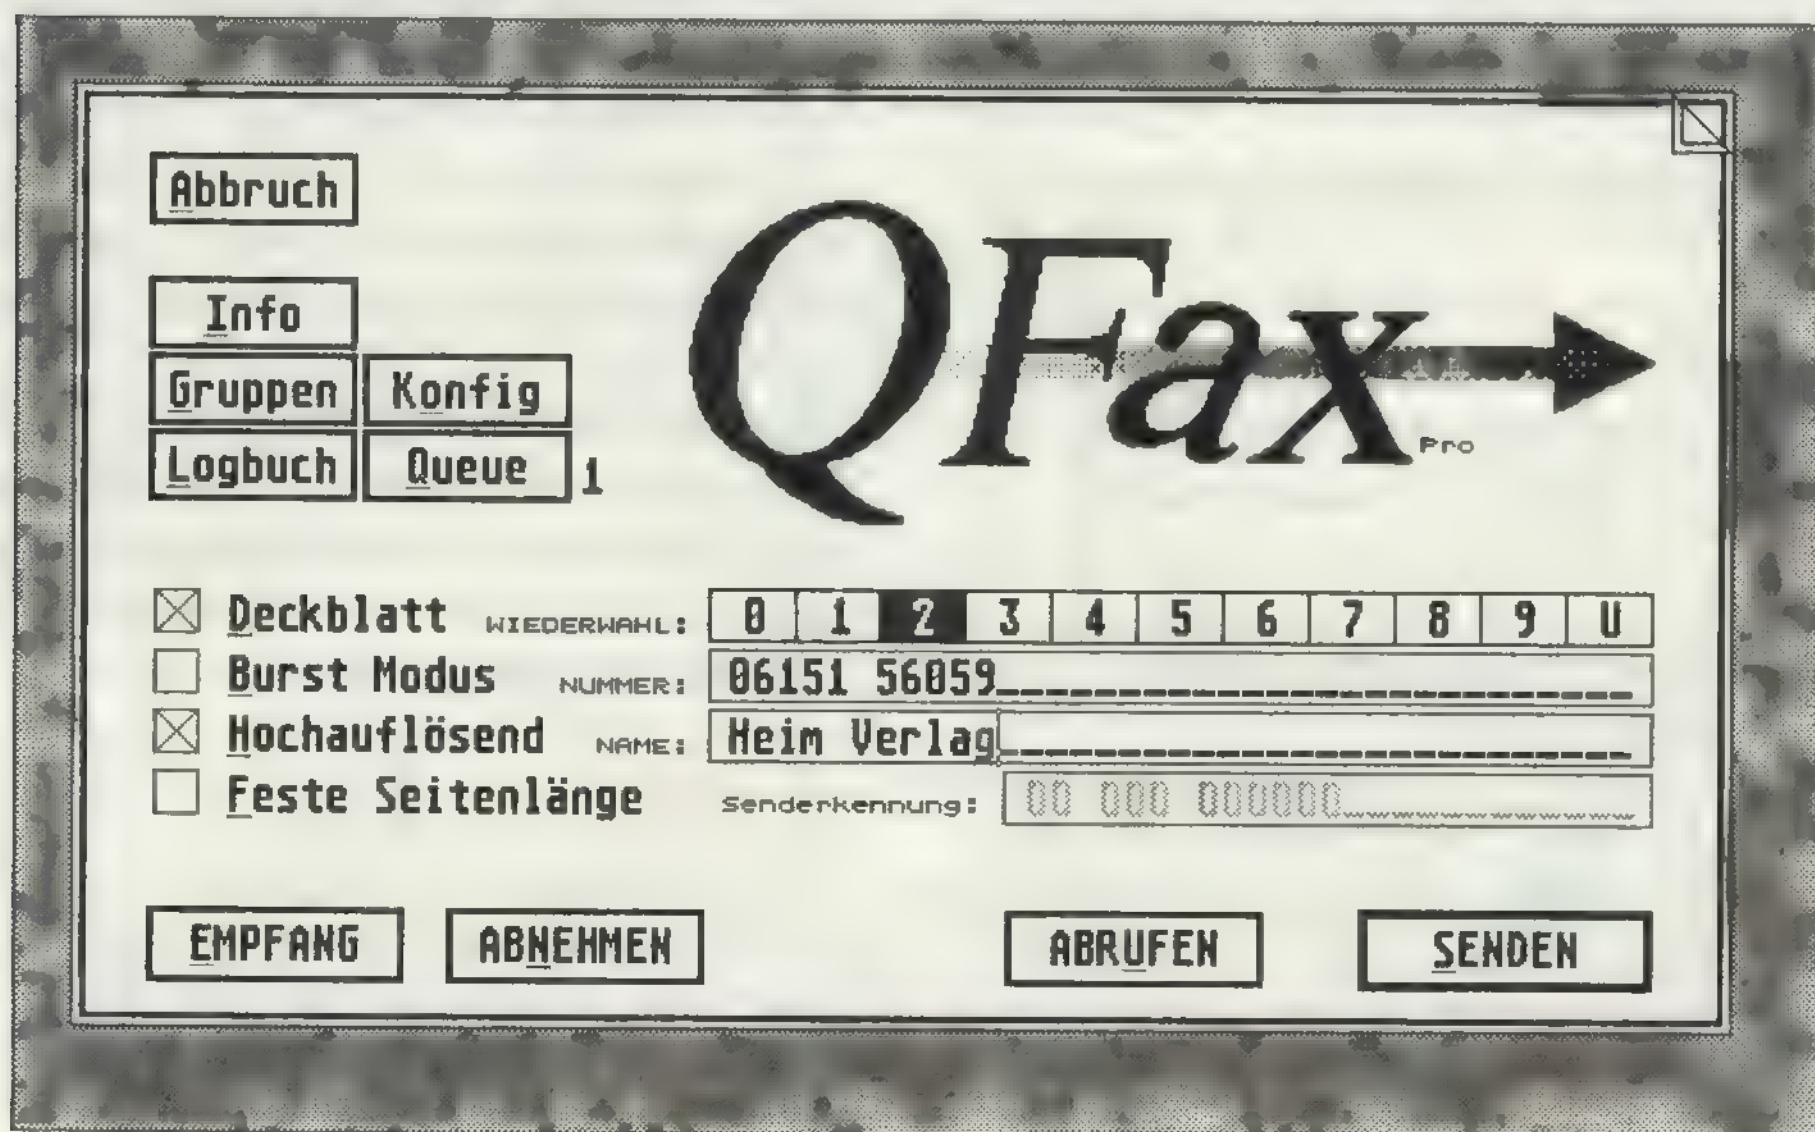 Abbruch
QFax
Pro
Info
Gruppen Konfig
Logbuch Queue 1
Deckblatt WIEDERWAHL: 0 1 2 3 4 5 6 7 8 9 U
Burst Modus NUMMER: 06151 56059
Hochauflösend NAME: Heim Verlag
Feste Seitenlänge Senderkennung: 00 000 000000
EMPFANG ABNEHMEN ABRUFEN SENDEN